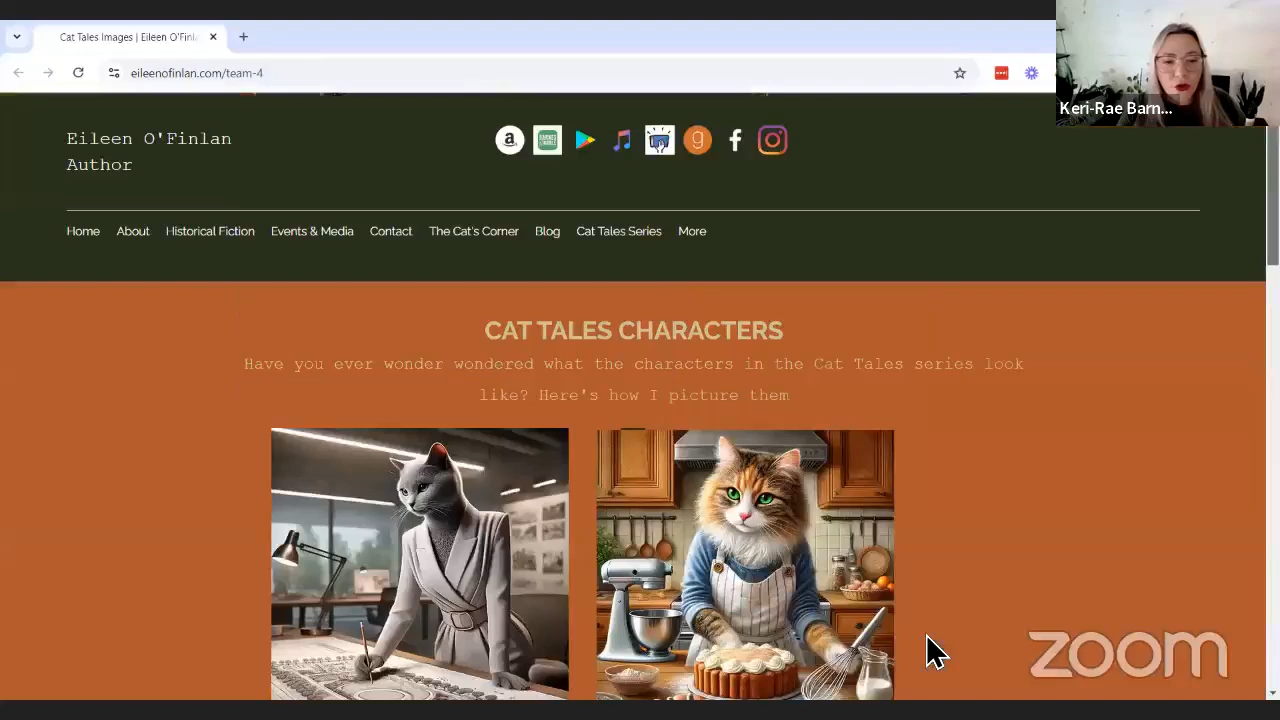 Cat Tales Images | Eileen O'Finla
eileenofinlan.com/team-4
Keri-Rae Barn...
Eileen O'Finlan
Author
Home About Historical Fiction Events & Media Contact The Cat's Corner Blog Cat Tales Series More
CAT TALES CHARACTERS
Have you ever wonder wondered what the characters in the Cat Tales series look
like? Here's how I picture them
zoom